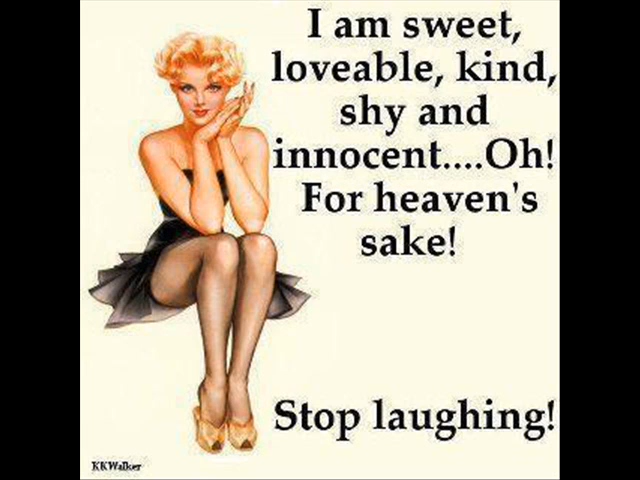 I am sweet,
loveable, kind,
shy and
innocent....Oh!
For heaven's
sake!
Stop laughing!
KKWalker